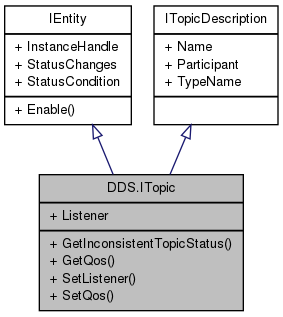 IEntity
+ InstanceHandle
+ StatusChanges
+ StatusCondition
+ Enable()
ITopicDescription
+ Name
+ Participant
+ TypeName
DDS.ITopic
+ Listener
+ GetInconsistentTopicStatus()
+ GetQos()
+ SetListener()
+ SetQos()